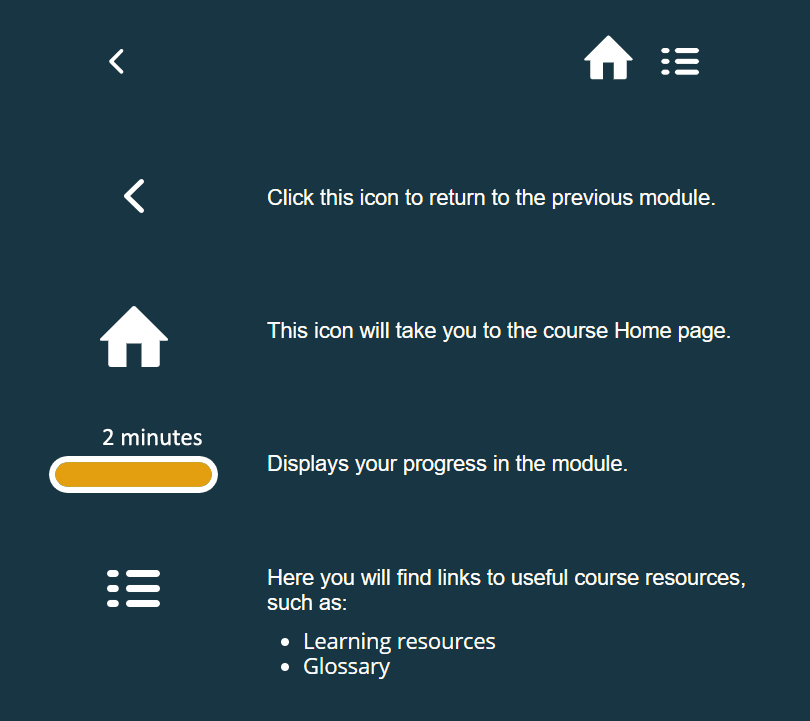 Click this icon to return to the previous module.
This icon will take you to the course Home page.
2 minutes
Displays your progress in the module.
Here you will find links to useful course resources,
such as:
• Learning resources
• Glossary